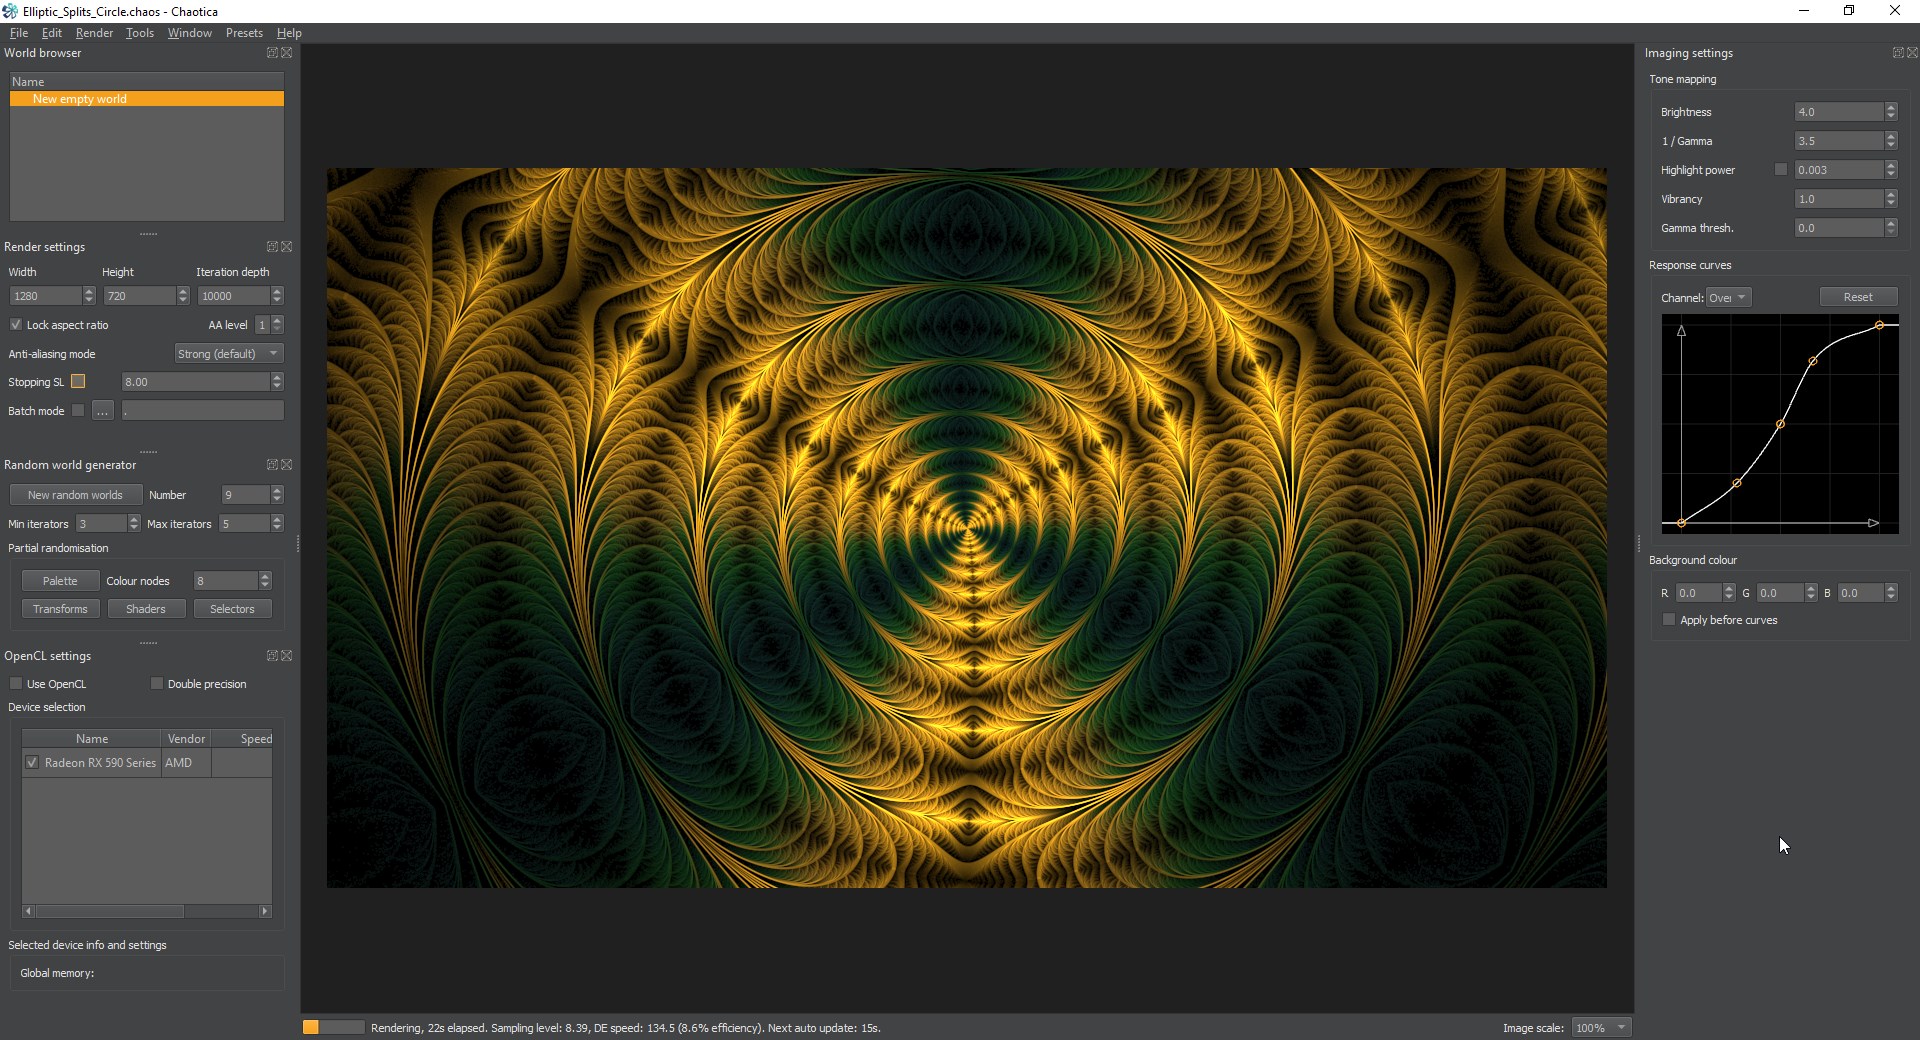 Elliptic_Splits_Circle.chaos - Chaotica
File Edit Render Tools Window Presets Help
World browser
Name
New empty world
Render settings
Width Height Iteration depth
1280 720 10000
Lock aspect ratio AA level 1
Anti-aliasing mode Strong (default)
Stopping SL 8.00
Batch mode ... .
Random world generator
New random worlds Number 9
Min iterators 3 Max iterators 5
Partial randomisation
Palette Colour nodes 8
Transforms Shaders Selectors
OpenCL settings
Use OpenCL Double precision
Device selection
Name Vendor Speed
Radeon RX 590 Series AMD
Selected device info and settings
Global memory:
Rendering, 22s elapsed. Sampling level: 8.39, DE speed: 134.5 (8.6% efficiency). Next auto update: 15s.
Image scale: 100%
Imaging settings
Tone mapping
Brightness 4.0
1 / Gamma 3.5
Highlight power 0.003
Vibrancy 1.0
Gamma thresh. 0.0
Response curves
Channel: Over Reset
Background colour
R 0.0 G 0.0 B 0.0
Apply before curves